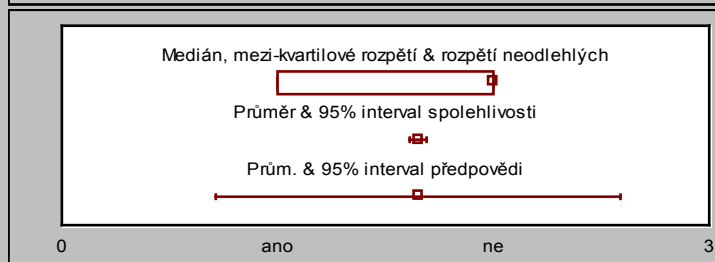 Medián, mezi-kvartilové rozpětí & rozpětí neodlehlých
Průměr & 95% interval spolehlivosti
Prům. & 95% interval předpovědi
0 ano ne 3